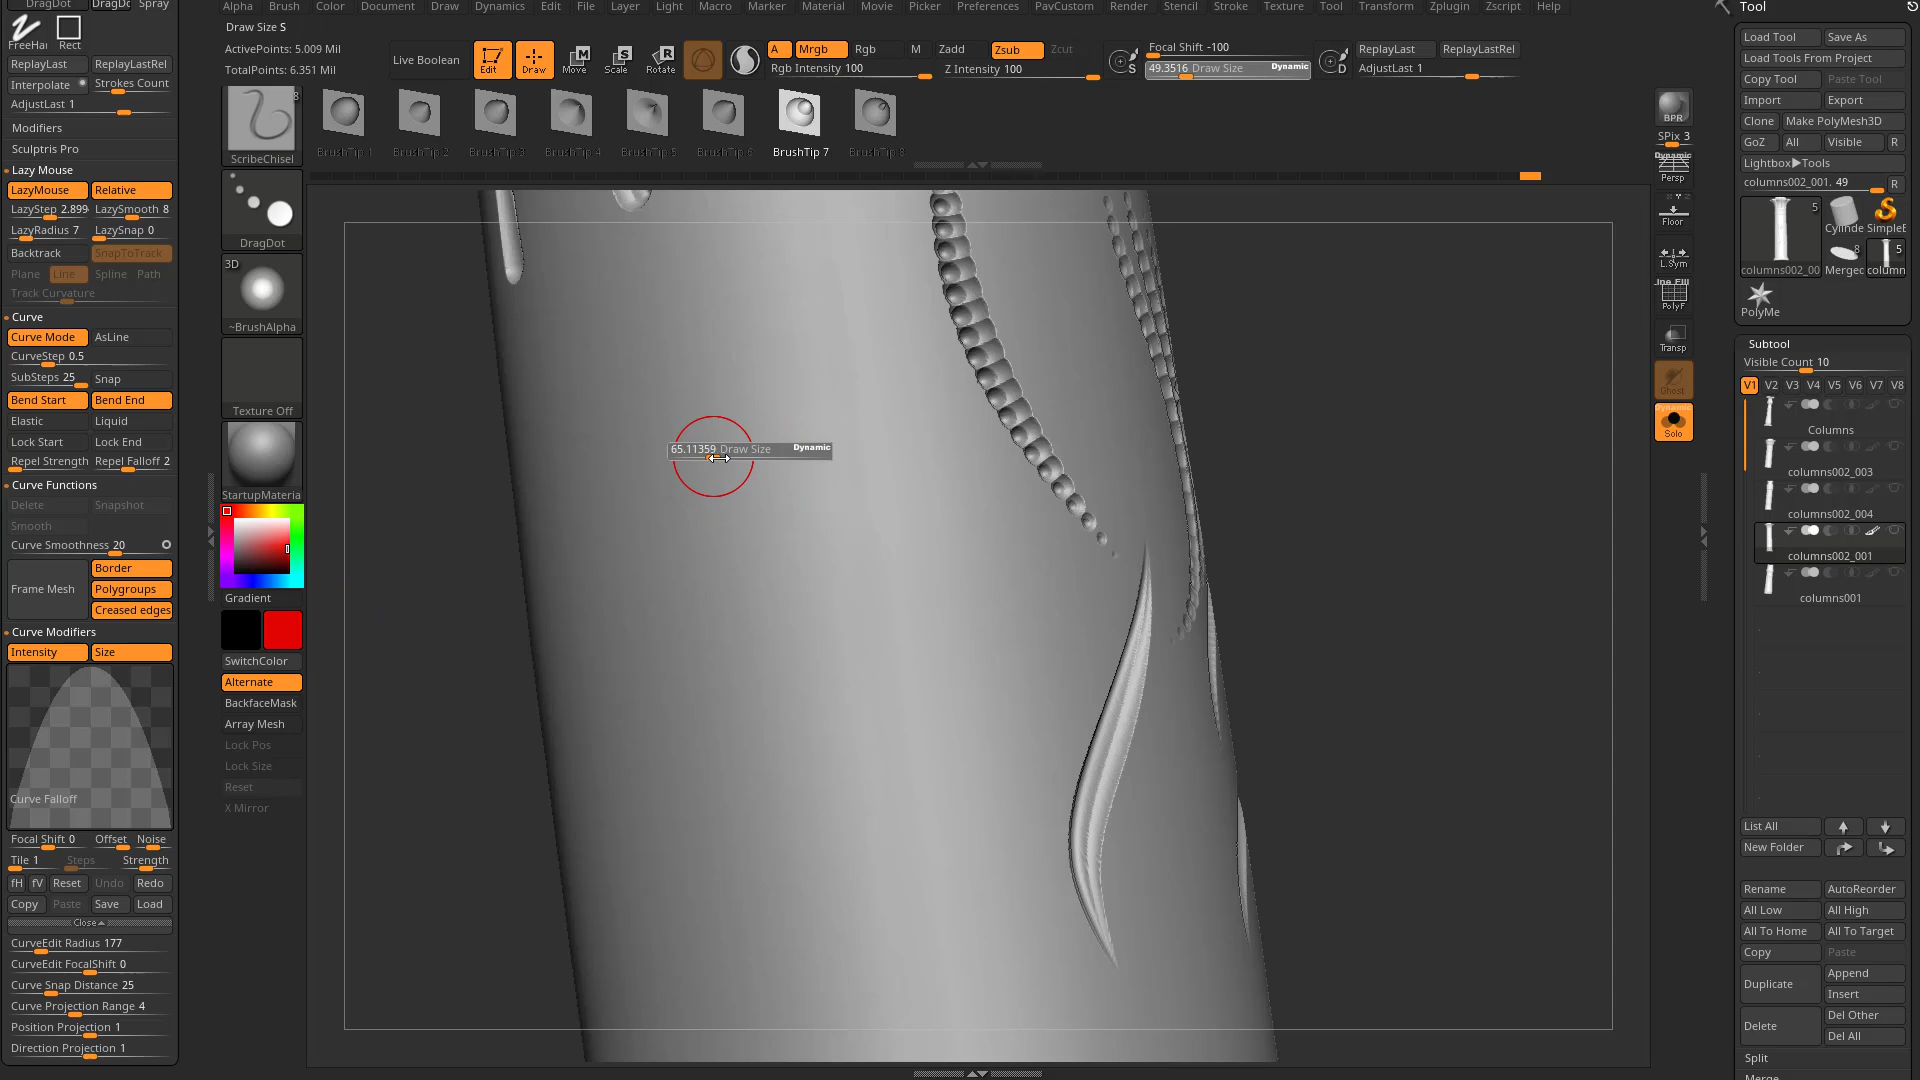 DragDot DragDo Spray
Alpha Brush Color Document Draw Dynamics Edit File Layer Light Macro Marker Material Movie Picker Preferences PavCustom Render Stencil Stroke Texture Tool Transform Zplugin Zscript Help
Tool
Draw Size S
FreeHan Rect
ActivePoints: 5.009 Mil
TotalPoints: 6.351 Mil
Live Boolean
Edit Draw Move Scale Rotate
A Mrgb Rgb M Zadd Zsub Zcut
Rgb Intensity 100 Z Intensity 100
Focal Shift -100
49.3516 Draw Size Dynamic
S D
ReplayLast ReplayLastRel
AdjustLast 1
ReplayLast ReplayLastRel
Interpolate Strokes Count
AdjustLast 1
Modifiers
Sculptris Pro
Lazy Mouse
LazyMouse Relative
LazyStep 2.899 LazySmooth 8
LazyRadius 7 LazySnap 0
Backtrack SnapToTrack
Plane Line Spline Path
Track Curvature
Curve
Curve Mode AsLine
CurveStep 0.5
SubSteps 25 Snap
Bend Start Bend End
Elastic Liquid
Lock Start Lock End
Repel Strength Repel Falloff 2
Curve Functions
Delete Snapshot
Smooth
Curve Smoothness 20
Frame Mesh
Border
Polygroups
Creased edges
Curve Modifiers
Intensity Size
Curve Falloff
Focal Shift 0 Offset Noise
Tile 1 Steps Strength
fH fV Reset Undo Redo
Copy Paste Save Load
Close
CurveEdit Radius 177
CurveEdit FocalShift 0
Curve Snap Distance 25
Curve Projection Range 4
Position Projection 1
Direction Projection 1
8
ScribeChisel
DragDot
3D
~BrushAlpha
Texture Off
StartupMateria
Gradient
SwitchColor
Alternate
BackfaceMask
Array Mesh
Lock Pos
Lock Size
Reset
X Mirror
BrushTip 1 BrushTip 2 BrushTip 3 BrushTip 4 BrushTip 5 BrushTip 6 BrushTip 7 BrushTip 8
65.11359 Draw Size Dynamic
BPR
SPix 3
Dynamic
Persp
Floor
L.Sym
Line Fill
PolyF
Transp
Ghost
Dynamic
Solo
Load Tool Save As
Load Tools From Project
Copy Tool Paste Tool
Import Export
Clone Make PolyMesh3D
GoZ All Visible R
Lightbox▶Tools
columns002_001. 49 R
5
Cylinde SimpleB
8 5
columns002_00 Merged column
PolyMe
Subtool
Visible Count 10
V1 V2 V3 V4 V5 V6 V7 V8
Columns
columns002_003
columns002_004
columns002_001
columns001
List All
New Folder
Rename AutoReorder
All Low All High
All To Home All To Target
Copy Paste
Duplicate Append
Insert
Delete Del Other
Del All
Split
Merge